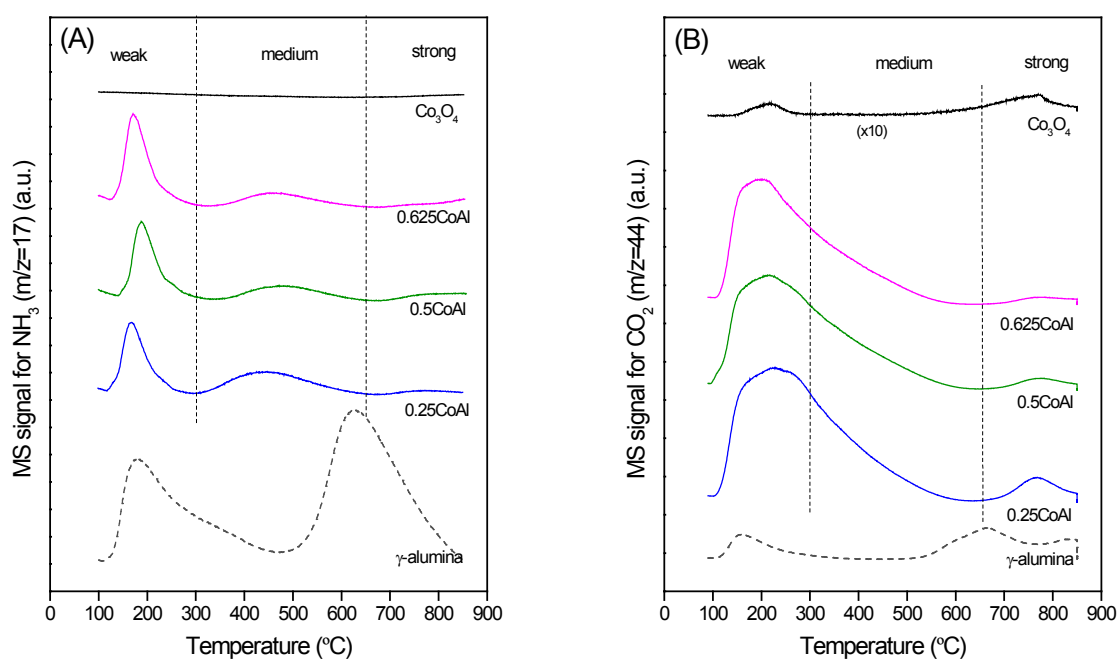 (A)
weak medium strong
Co₃O₄
0.625CoAl
0.5CoAl
0.25CoAl
γ-alumina
MS signal for NH₃ (m/z=17) (a.u.)
0 100 200 300 400 500 600 700 800 900
Temperature (ºC)
(B)
weak medium strong
(x10)
Co₃O₄
0.625CoAl
0.5CoAl
0.25CoAl
γ-alumina
MS signal for CO₂ (m/z=44) (a.u.)
0 100 200 300 400 500 600 700 800 900
Temperature (ºC)